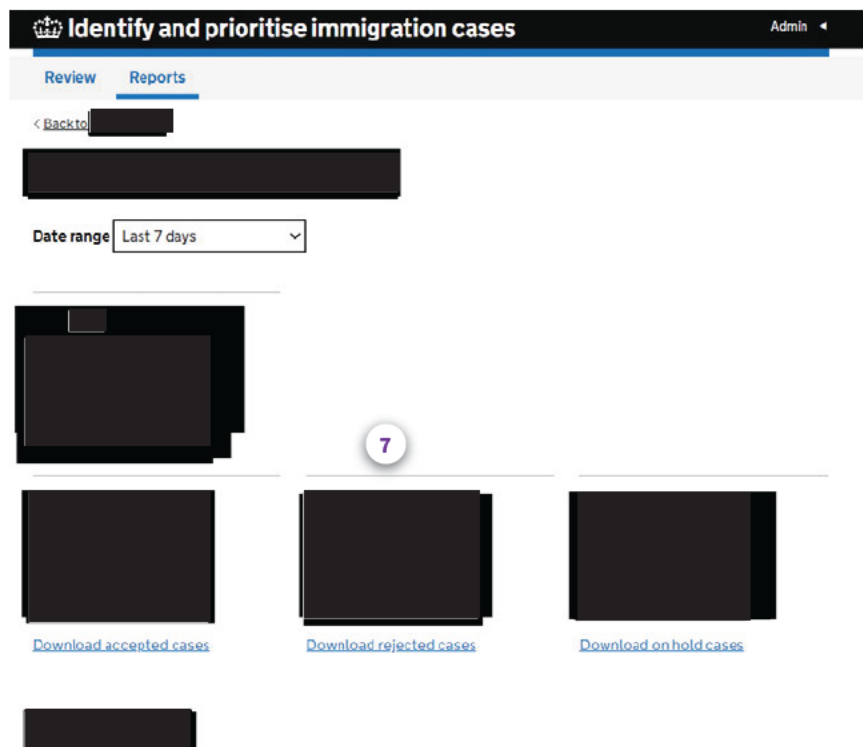 Identify and prioritise immigration cases
Admin
Review Reports
< Back to
Date range Last 7 days
7
Download accepted cases Download rejected cases Download on hold cases